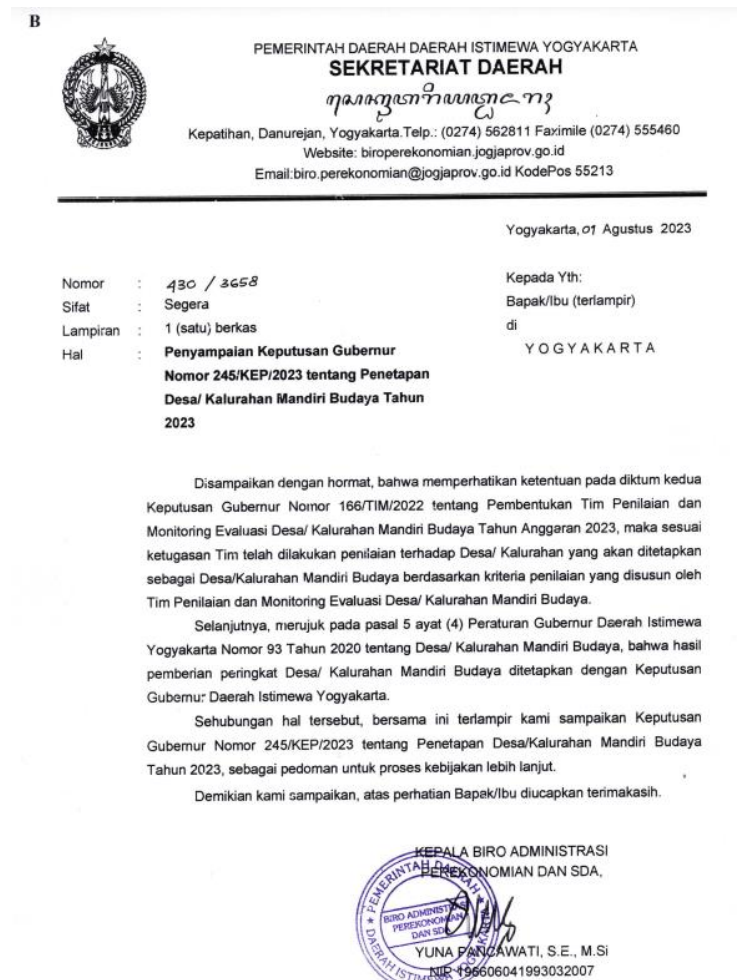 B
PEMERINTAH DAERAH DAERAH ISTIMEWA YOGYAKARTA
SEKRETARIAT DAERAH
Kepatihan, Danurejan, Yogyakarta.Telp.: (0274) 562811 Faximile (0274) 555460
Website: biroperekonomian.jogjaprov.go.id
Email:biro.perekonomian@jogjaprov.go.id KodePos 55213
Yogyakarta, 01 Agustus 2023
Nomor : 430 / 3658
Sifat : Segera
Lampiran : 1 (satu) berkas
Hal : Penyampaian Keputusan Gubernur
Nomor 245/KEP/2023 tentang Penetapan
Desa/ Kalurahan Mandiri Budaya Tahun
2023
Kepada Yth:
Bapak/Ibu (terlampir)
di
YOGYAKARTA
Disampaikan dengan hormat, bahwa memperhatikan ketentuan pada diktum kedua
Keputusan Gubernur Nomor 166/TIM/2022 tentang Pembentukan Tim Penilaian dan
Monitoring Evaluasi Desa/ Kalurahan Mandiri Budaya Tahun Anggaran 2023, maka sesuai
ketugasan Tim telah dilakukan penilaian terhadap Desa/ Kalurahan yang akan ditetapkan
sebagai Desa/Kalurahan Mandiri Budaya berdasarkan kriteria penilaian yang disusun oleh
Tim Penilaian dan Monitoring Evaluasi Desa/ Kalurahan Mandiri Budaya.
Selanjutnya, merujuk pada pasal 5 ayat (4) Peraturan Gubernur Daerah Istimewa
Yogyakarta Nomor 93 Tahun 2020 tentang Desa/ Kalurahan Mandiri Budaya, bahwa hasil
pemberian peringkat Desa/ Kalurahan Mandiri Budaya ditetapkan dengan Keputusan
Gubernur Daerah Istimewa Yogyakarta.
Sehubungan hal tersebut, bersama ini terlampir kami sampaikan Keputusan
Gubernur Nomor 245/KEP/2023 tentang Penetapan Desa/Kalurahan Mandiri Budaya
Tahun 2023, sebagai pedoman untuk proses kebijakan lebih lanjut.
Demikian kami sampaikan, atas perhatian Bapak/Ibu diucapkan terimakasih.
KEPALA BIRO ADMINISTRASI
PEREKONOMIAN DAN SDA,
PEMERINTAH DAERAH
BIRO ADMINISTRASI
PEREKONOMIAN
DAN SDA
DAERAH ISTIMEWA YOGYAKARTA
YUNA PANCAWATI, S.E., M.Si
NIP 196606041993032007